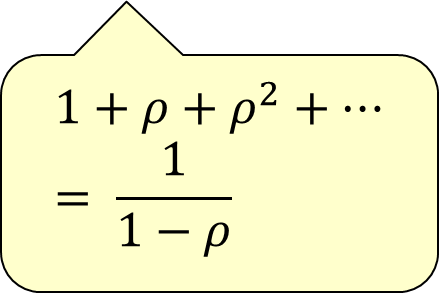 1 + ρ + ρ² + ⋯
= 1/(1 − ρ)